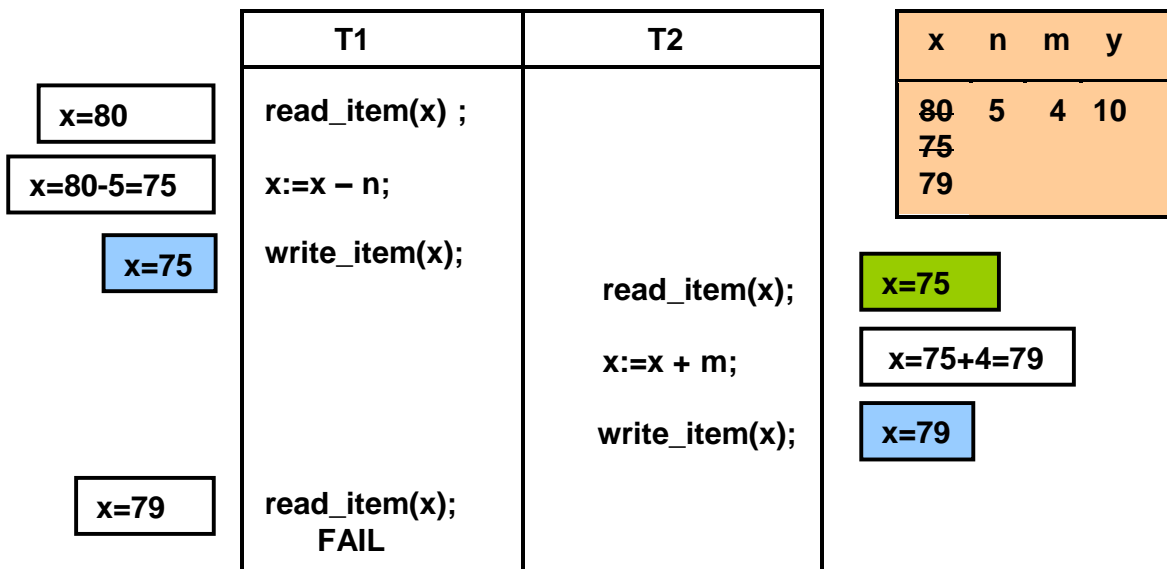 T1 T2 x n m y
x=80 read_item(x) ; 80 5 4 10
75
x=80-5=75 x:=x – n; 79
x=75 write_item(x);
read_item(x); x=75
x:=x + m; x=75+4=79
write_item(x); x=79
x=79 read_item(x);
FAIL